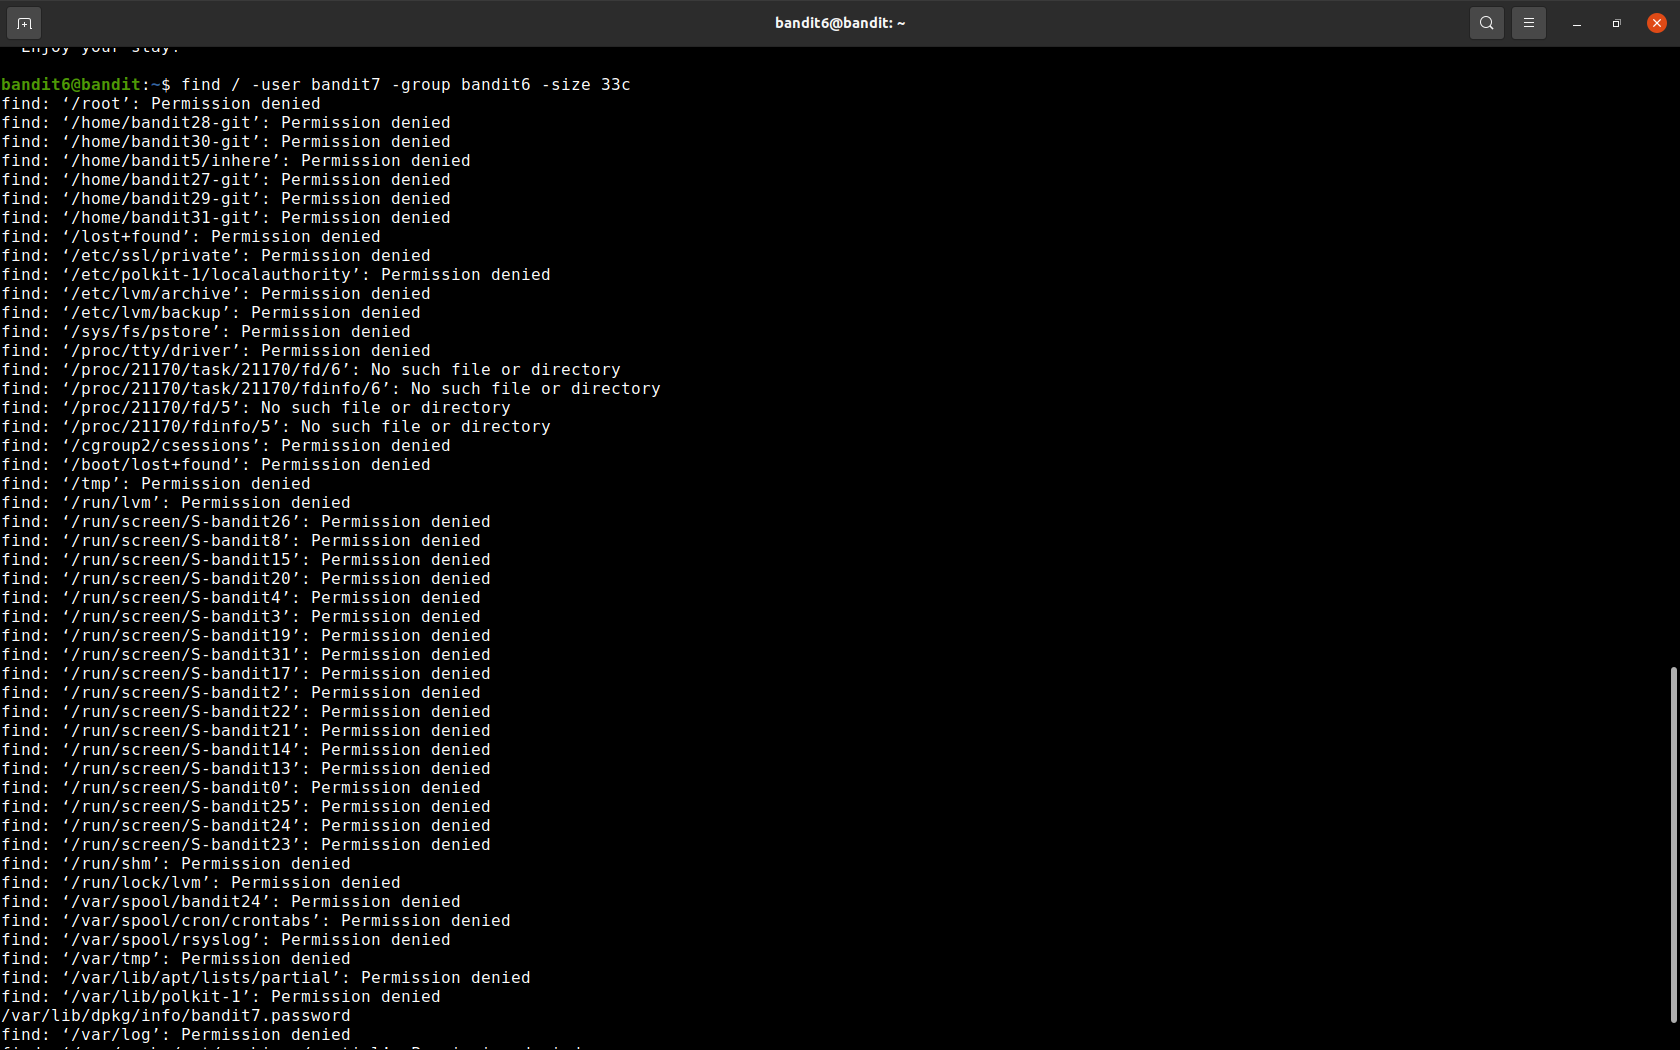 bandit6@bandit: ~
Enjoy your stay!
bandit6@bandit:~$ find / -user bandit7 -group bandit6 -size 33c
find: ‘/root’: Permission denied
find: ‘/home/bandit28-git’: Permission denied
find: ‘/home/bandit30-git’: Permission denied
find: ‘/home/bandit5/inhere’: Permission denied
find: ‘/home/bandit27-git’: Permission denied
find: ‘/home/bandit29-git’: Permission denied
find: ‘/home/bandit31-git’: Permission denied
find: ‘/lost+found’: Permission denied
find: ‘/etc/ssl/private’: Permission denied
find: ‘/etc/polkit-1/localauthority’: Permission denied
find: ‘/etc/lvm/archive’: Permission denied
find: ‘/etc/lvm/backup’: Permission denied
find: ‘/sys/fs/pstore’: Permission denied
find: ‘/proc/tty/driver’: Permission denied
find: ‘/proc/21170/task/21170/fd/6’: No such file or directory
find: ‘/proc/21170/task/21170/fdinfo/6’: No such file or directory
find: ‘/proc/21170/fd/5’: No such file or directory
find: ‘/proc/21170/fdinfo/5’: No such file or directory
find: ‘/cgroup2/csessions’: Permission denied
find: ‘/boot/lost+found’: Permission denied
find: ‘/tmp’: Permission denied
find: ‘/run/lvm’: Permission denied
find: ‘/run/screen/S-bandit26’: Permission denied
find: ‘/run/screen/S-bandit8’: Permission denied
find: ‘/run/screen/S-bandit15’: Permission denied
find: ‘/run/screen/S-bandit20’: Permission denied
find: ‘/run/screen/S-bandit4’: Permission denied
find: ‘/run/screen/S-bandit3’: Permission denied
find: ‘/run/screen/S-bandit19’: Permission denied
find: ‘/run/screen/S-bandit31’: Permission denied
find: ‘/run/screen/S-bandit17’: Permission denied
find: ‘/run/screen/S-bandit2’: Permission denied
find: ‘/run/screen/S-bandit22’: Permission denied
find: ‘/run/screen/S-bandit21’: Permission denied
find: ‘/run/screen/S-bandit14’: Permission denied
find: ‘/run/screen/S-bandit13’: Permission denied
find: ‘/run/screen/S-bandit0’: Permission denied
find: ‘/run/screen/S-bandit25’: Permission denied
find: ‘/run/screen/S-bandit24’: Permission denied
find: ‘/run/screen/S-bandit23’: Permission denied
find: ‘/run/shm’: Permission denied
find: ‘/run/lock/lvm’: Permission denied
find: ‘/var/spool/bandit24’: Permission denied
find: ‘/var/spool/cron/crontabs’: Permission denied
find: ‘/var/spool/rsyslog’: Permission denied
find: ‘/var/tmp’: Permission denied
find: ‘/var/lib/apt/lists/partial’: Permission denied
find: ‘/var/lib/polkit-1’: Permission denied
/var/lib/dpkg/info/bandit7.password
find: ‘/var/log’: Permission denied